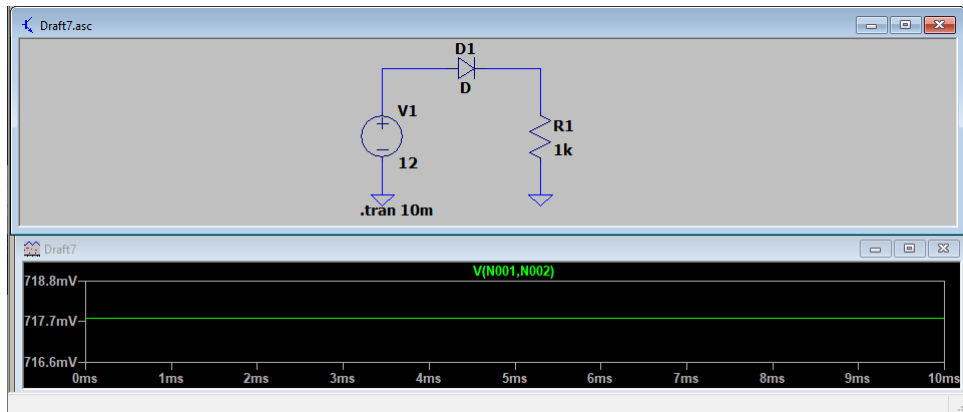 Draft7.asc
D1
D
V1
12
R1
1k
.tran 10m
Draft7
V(N001,N002)
718.8mV
717.7mV
716.6mV
0ms 1ms 2ms 3ms 4ms 5ms 6ms 7ms 8ms 9ms 10ms